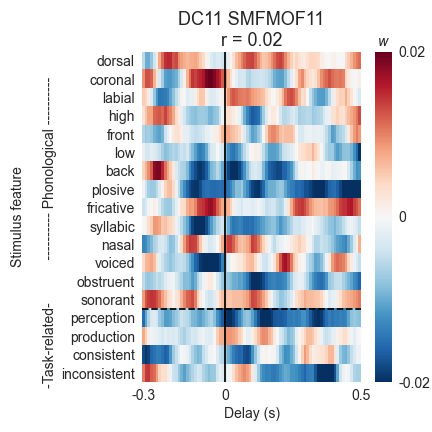 DC11 SMFMOF11
r = 0.02
w
dorsal
coronal
labial
high
front
low
back
plosive
fricative
syllabic
nasal
voiced
obstruent
sonorant
perception
production
consistent
inconsistent
Stimulus feature
---------- Phonological ----------
-Task-related-
0.02
0
-0.02
-0.3
0
0.5
Delay (s)